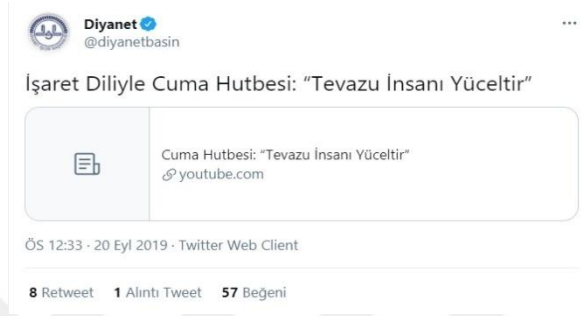 Diyanet
@diyanetbasin
İşaret Diliyle Cuma Hutbesi: “Tevazu İnsanı Yüceltir”
Cuma Hutbesi: “Tevazu İnsanı Yüceltir”
youtube.com
ÖS 12:33 · 20 Eyl 2019 · Twitter Web Client
8 Retweet 1 Alıntı Tweet 57 Beğeni